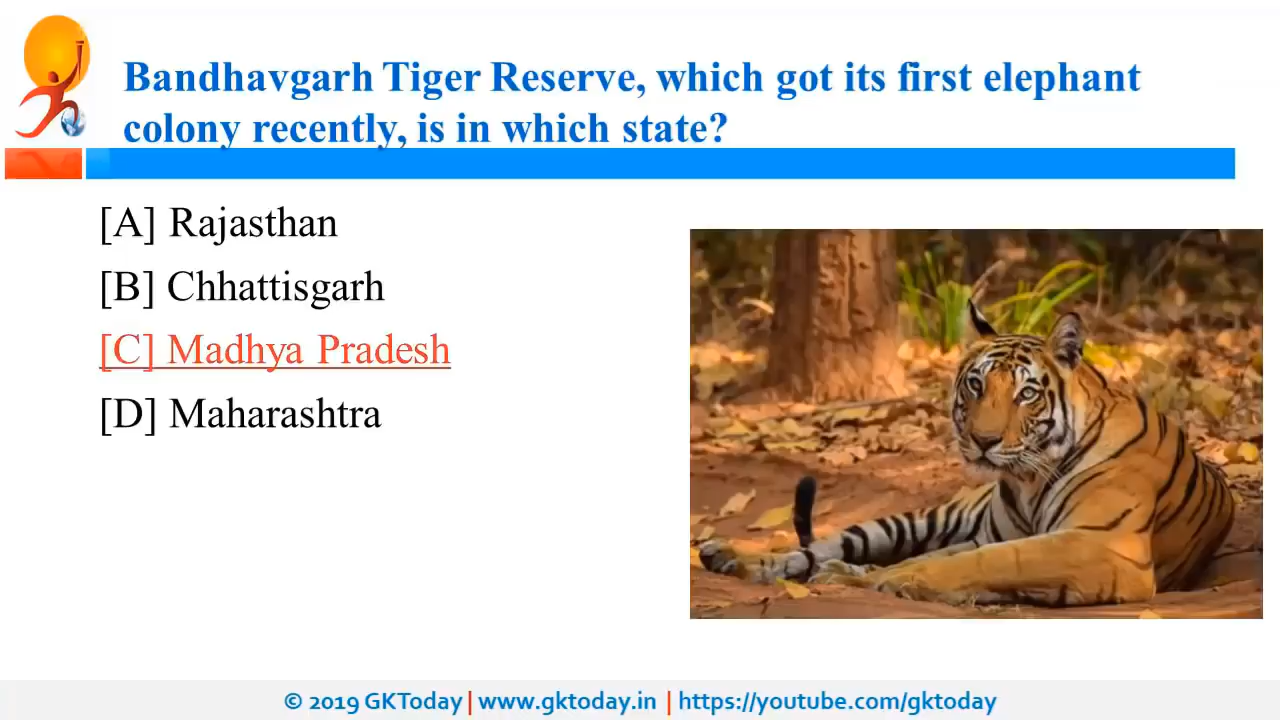 Bandhavgarh Tiger Reserve, which got its first elephant
colony recently, is in which state?
[A] Rajasthan
[B] Chhattisgarh
[C] Madhya Pradesh
[D] Maharashtra
© 2019 GKToday | www.gktoday.in | https://youtube.com/gktoday